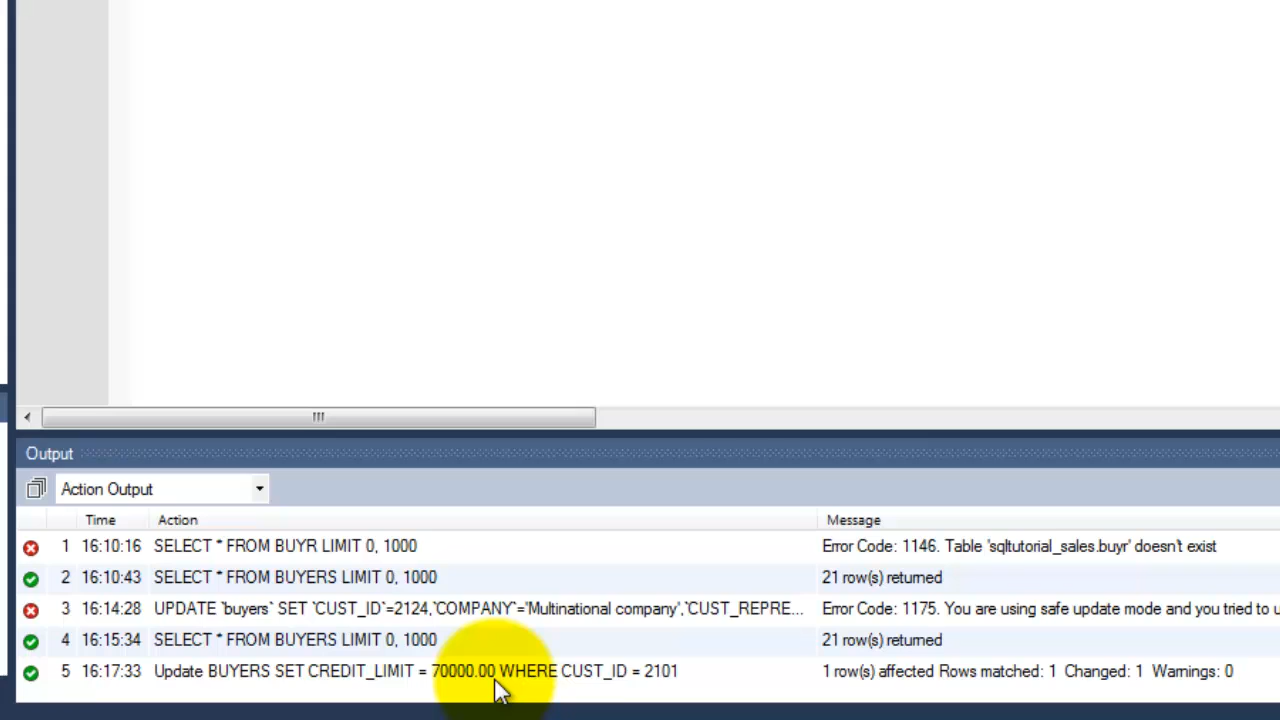 Output
Action Output
Time Action Message
1 16:10:16 SELECT * FROM BUYR LIMIT 0, 1000 Error Code: 1146. Table 'sqltutorial_sales.buyr' doesn't exist
2 16:10:43 SELECT * FROM BUYERS LIMIT 0, 1000 21 row(s) returned
3 16:14:28 UPDATE `buyers` SET `CUST_ID`=2124,`COMPANY`='Multinational company',`CUST_REPRE... Error Code: 1175. You are using safe update mode and you tried to u
4 16:15:34 SELECT * FROM BUYERS LIMIT 0, 1000 21 row(s) returned
5 16:17:33 Update BUYERS SET CREDIT_LIMIT = 70000.00 WHERE CUST_ID = 2101 1 row(s) affected Rows matched: 1 Changed: 1 Warnings: 0